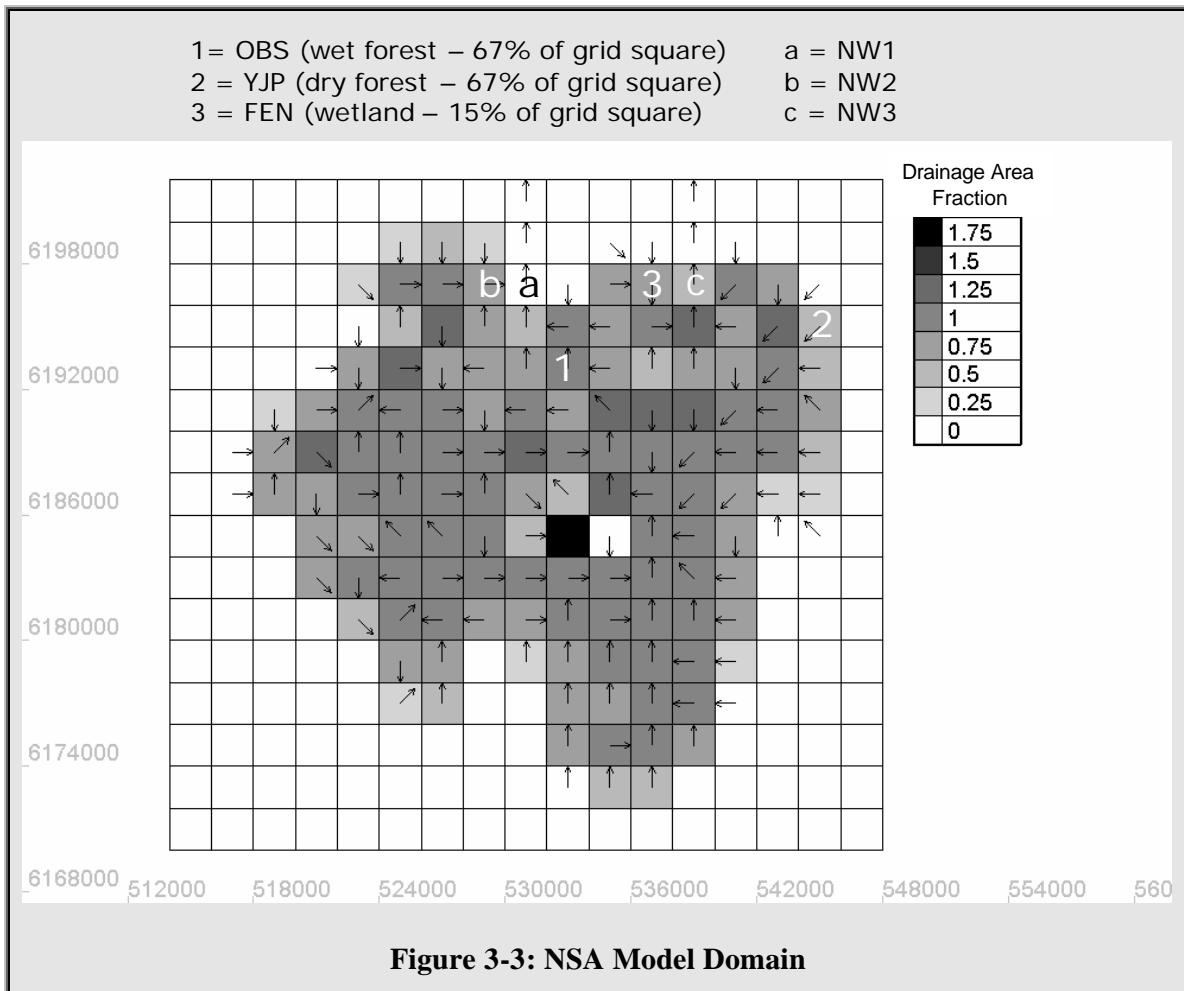 1= OBS (wet forest – 67% of grid square) a = NW1
2 = YJP (dry forest – 67% of grid square) b = NW2
3 = FEN (wetland – 15% of grid square) c = NW3
Drainage Area
Fraction
1.75
1.5
1.25
1
0.75
0.5
0.25
0
6198000
b a 3 c
2
6192000
1
6186000
6180000
6174000
6168000
512000 518000 524000 530000 536000 542000 548000 554000 560
Figure 3-3: NSA Model Domain